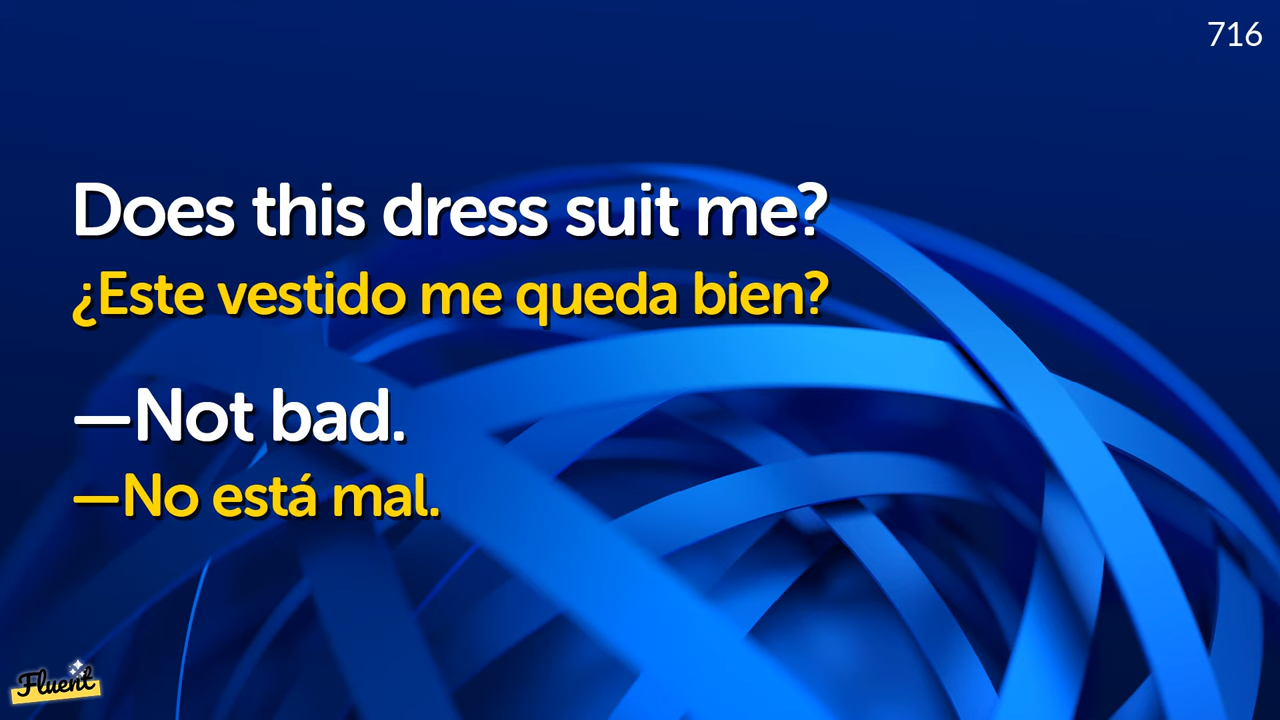 716
Does this dress suit me?
¿Este vestido me queda bien?
—Not bad.
—No está mal.
Fluent